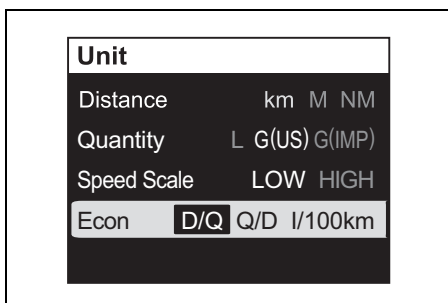 Unit
Distance km M NM
Quantity L G(US) G(IMP)
Speed Scale LOW HIGH
Econ D/Q Q/D l/100km